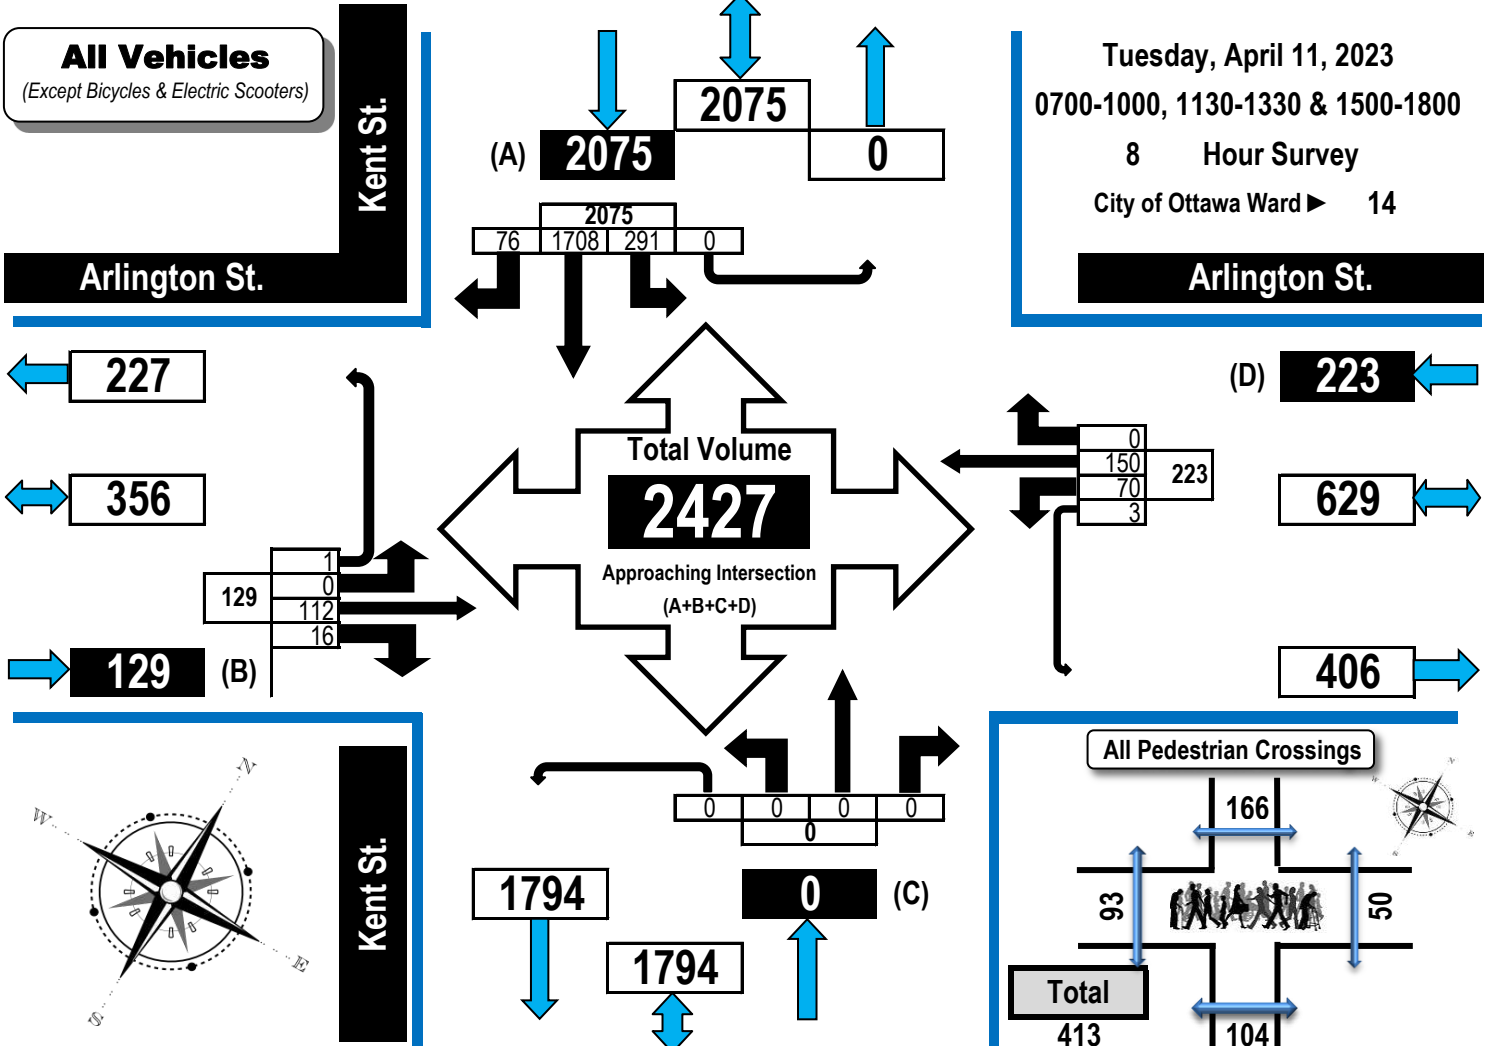 All Vehicles
(Except Bicycles & Electric Scooters)
Kent St.
Arlington St.
2075
(A) 2075
0
2075
76 1708 291 0
Tuesday, April 11, 2023
0700-1000, 1130-1330 & 1500-1800
8 Hour Survey
City of Ottawa Ward ► 14
Arlington St.
227
356
129
1
0
112
16
129 (B)
Total Volume
2427
Approaching Intersection
(A+B+C+D)
(D) 223
0
150
70
3
223
629
406
N
W
E
S
Kent St.
0 0 0 0
0
1794
0 (C)
1794
All Pedestrian Crossings
N
W
E
S
166
93
50
Total
413
104